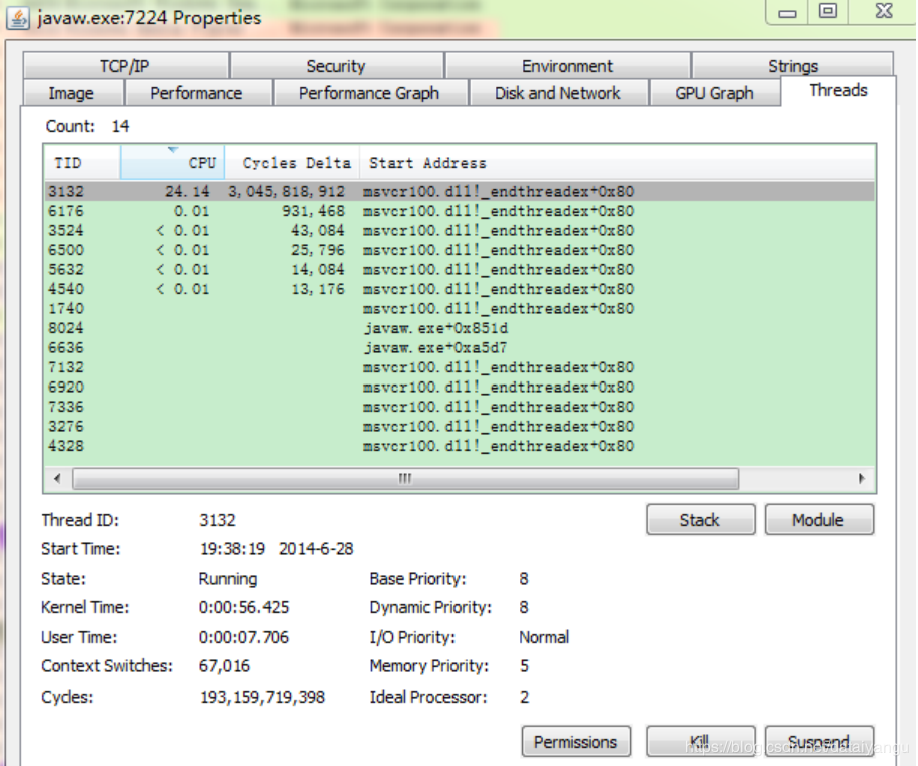 javaw.exe:7224 Properties
TCP/IP Security Environment Strings
Image Performance Performance Graph Disk and Network GPU Graph Threads
Count: 14
TID CPU Cycles Delta Start Address
3132 24.14 3,045,818,912 msvcr100.dll!_endthreadex+0x80
6176 0.01 931,468 msvcr100.dll!_endthreadex+0x80
3524 < 0.01 43,084 msvcr100.dll!_endthreadex+0x80
6500 < 0.01 25,796 msvcr100.dll!_endthreadex+0x80
5632 < 0.01 14,084 msvcr100.dll!_endthreadex+0x80
4540 < 0.01 13,176 msvcr100.dll!_endthreadex+0x80
1740 msvcr100.dll!_endthreadex+0x80
8024 javaw.exe+0x851d
6636 javaw.exe+0xa5d7
7132 msvcr100.dll!_endthreadex+0x80
6920 msvcr100.dll!_endthreadex+0x80
7336 msvcr100.dll!_endthreadex+0x80
3276 msvcr100.dll!_endthreadex+0x80
4328 msvcr100.dll!_endthreadex+0x80
Thread ID: 3132 Stack Module
Start Time: 19:38:19 2014-6-28
State: Running Base Priority: 8
Kernel Time: 0:00:56.425 Dynamic Priority: 8
User Time: 0:00:07.706 I/O Priority: Normal
Context Switches: 67,016 Memory Priority: 5
Cycles: 193,159,719,398 Ideal Processor: 2
Permissions Kill Suspend